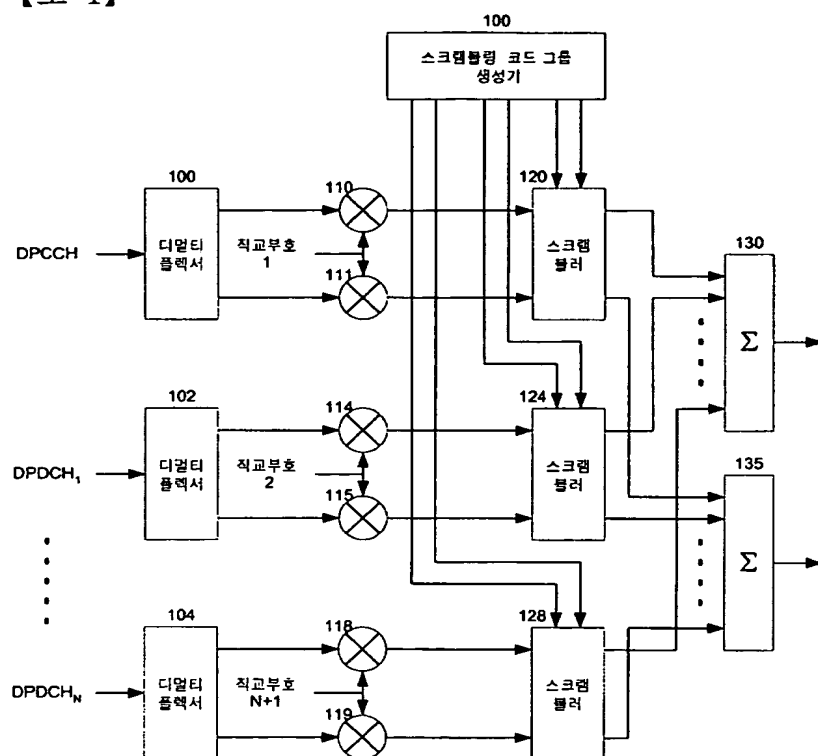 【도 1】
100
스크램블링 코드 그룹
생성기
100
110
120
130
DPCCH
디멀티
플렉서
직교부호
1
스크램
블러
Σ
111
102
114
124
135
DPDCH₁
디멀티
플렉서
직교부호
2
스크램
블러
Σ
115
104
118
128
DPDCH_N
디멀티
플렉서
직교부호
N+1
스크램
블러
119